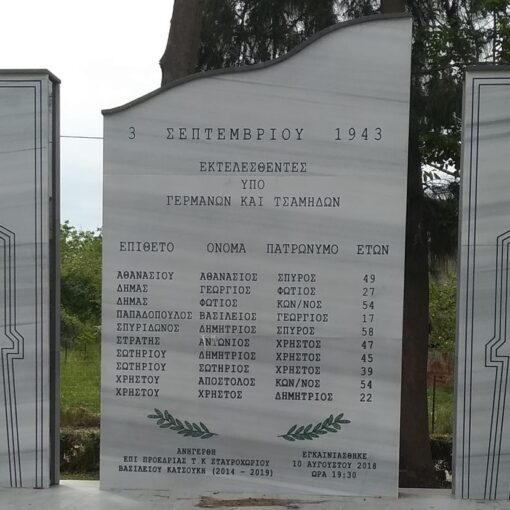 3 ΣΕΠΤΕΜΒΡΙΟΥ 1943
ΕΚΤΕΛΕΣΘΕΝΤΕΣ
ΥΠΟ
ΓΕΡΜΑΝΩΝ ΚΑΙ ΤΣΑΜΗΔΩΝ
ΕΠΙΘΕΤΟ ΟΝΟΜΑ ΠΑΤΡΩΝΥΜΟ ΕΤΩΝ
ΑΘΑΝΑΣΙΟΥ ΑΘΑΝΑΣΙΟΣ ΣΠΥΡΟΣ 49
ΔΗΜΑΣ ΓΕΩΡΓΙΟΣ ΦΩΤΙΟΣ 27
ΔΗΜΑΣ ΦΩΤΙΟΣ ΚΩΝ/ΝΟΣ 54
ΠΑΠΑΔΟΠΟΥΛΟΣ ΒΑΣΙΛΕΙΟΣ ΓΕΩΡΓΙΟΣ 17
ΣΠΥΡΙΔΩΝΟΣ ΔΗΜΗΤΡΙΟΣ ΣΠΥΡΟΣ 58
ΣΤΡΑΤΗΣ ΑΝΤΩΝΙΟΣ ΧΡΗΣΤΟΣ 47
ΣΩΤΗΡΙΟΥ ΔΗΜΗΤΡΙΟΣ ΧΡΗΣΤΟΣ 45
ΣΩΤΗΡΙΟΥ ΣΩΤΗΡΙΟΣ ΧΡΗΣΤΟΣ 39
ΧΡΗΣΤΟΥ ΑΠΟΣΤΟΛΟΣ ΚΩΝ/ΝΟΣ 54
ΧΡΗΣΤΟΥ ΧΡΗΣΤΟΣ ΔΗΜΗΤΡΙΟΣ 22
ΑΝΗΓΕΡΘΗ
ΕΠΙ ΠΡΟΕΔΡΙΑΣ Τ Κ ΣΤΑΥΡΟΧΩΡΙΟΥ
ΒΑΣΙΛΕΙΟΥ ΚΑΤΣΟΥΚΗ (2014 - 2019)
ΕΓΚΑΙΝΙΑΣΘΗΚΕ
10 ΑΥΓΟΥΣΤΟΥ 2018
ΩΡΑ 19:30